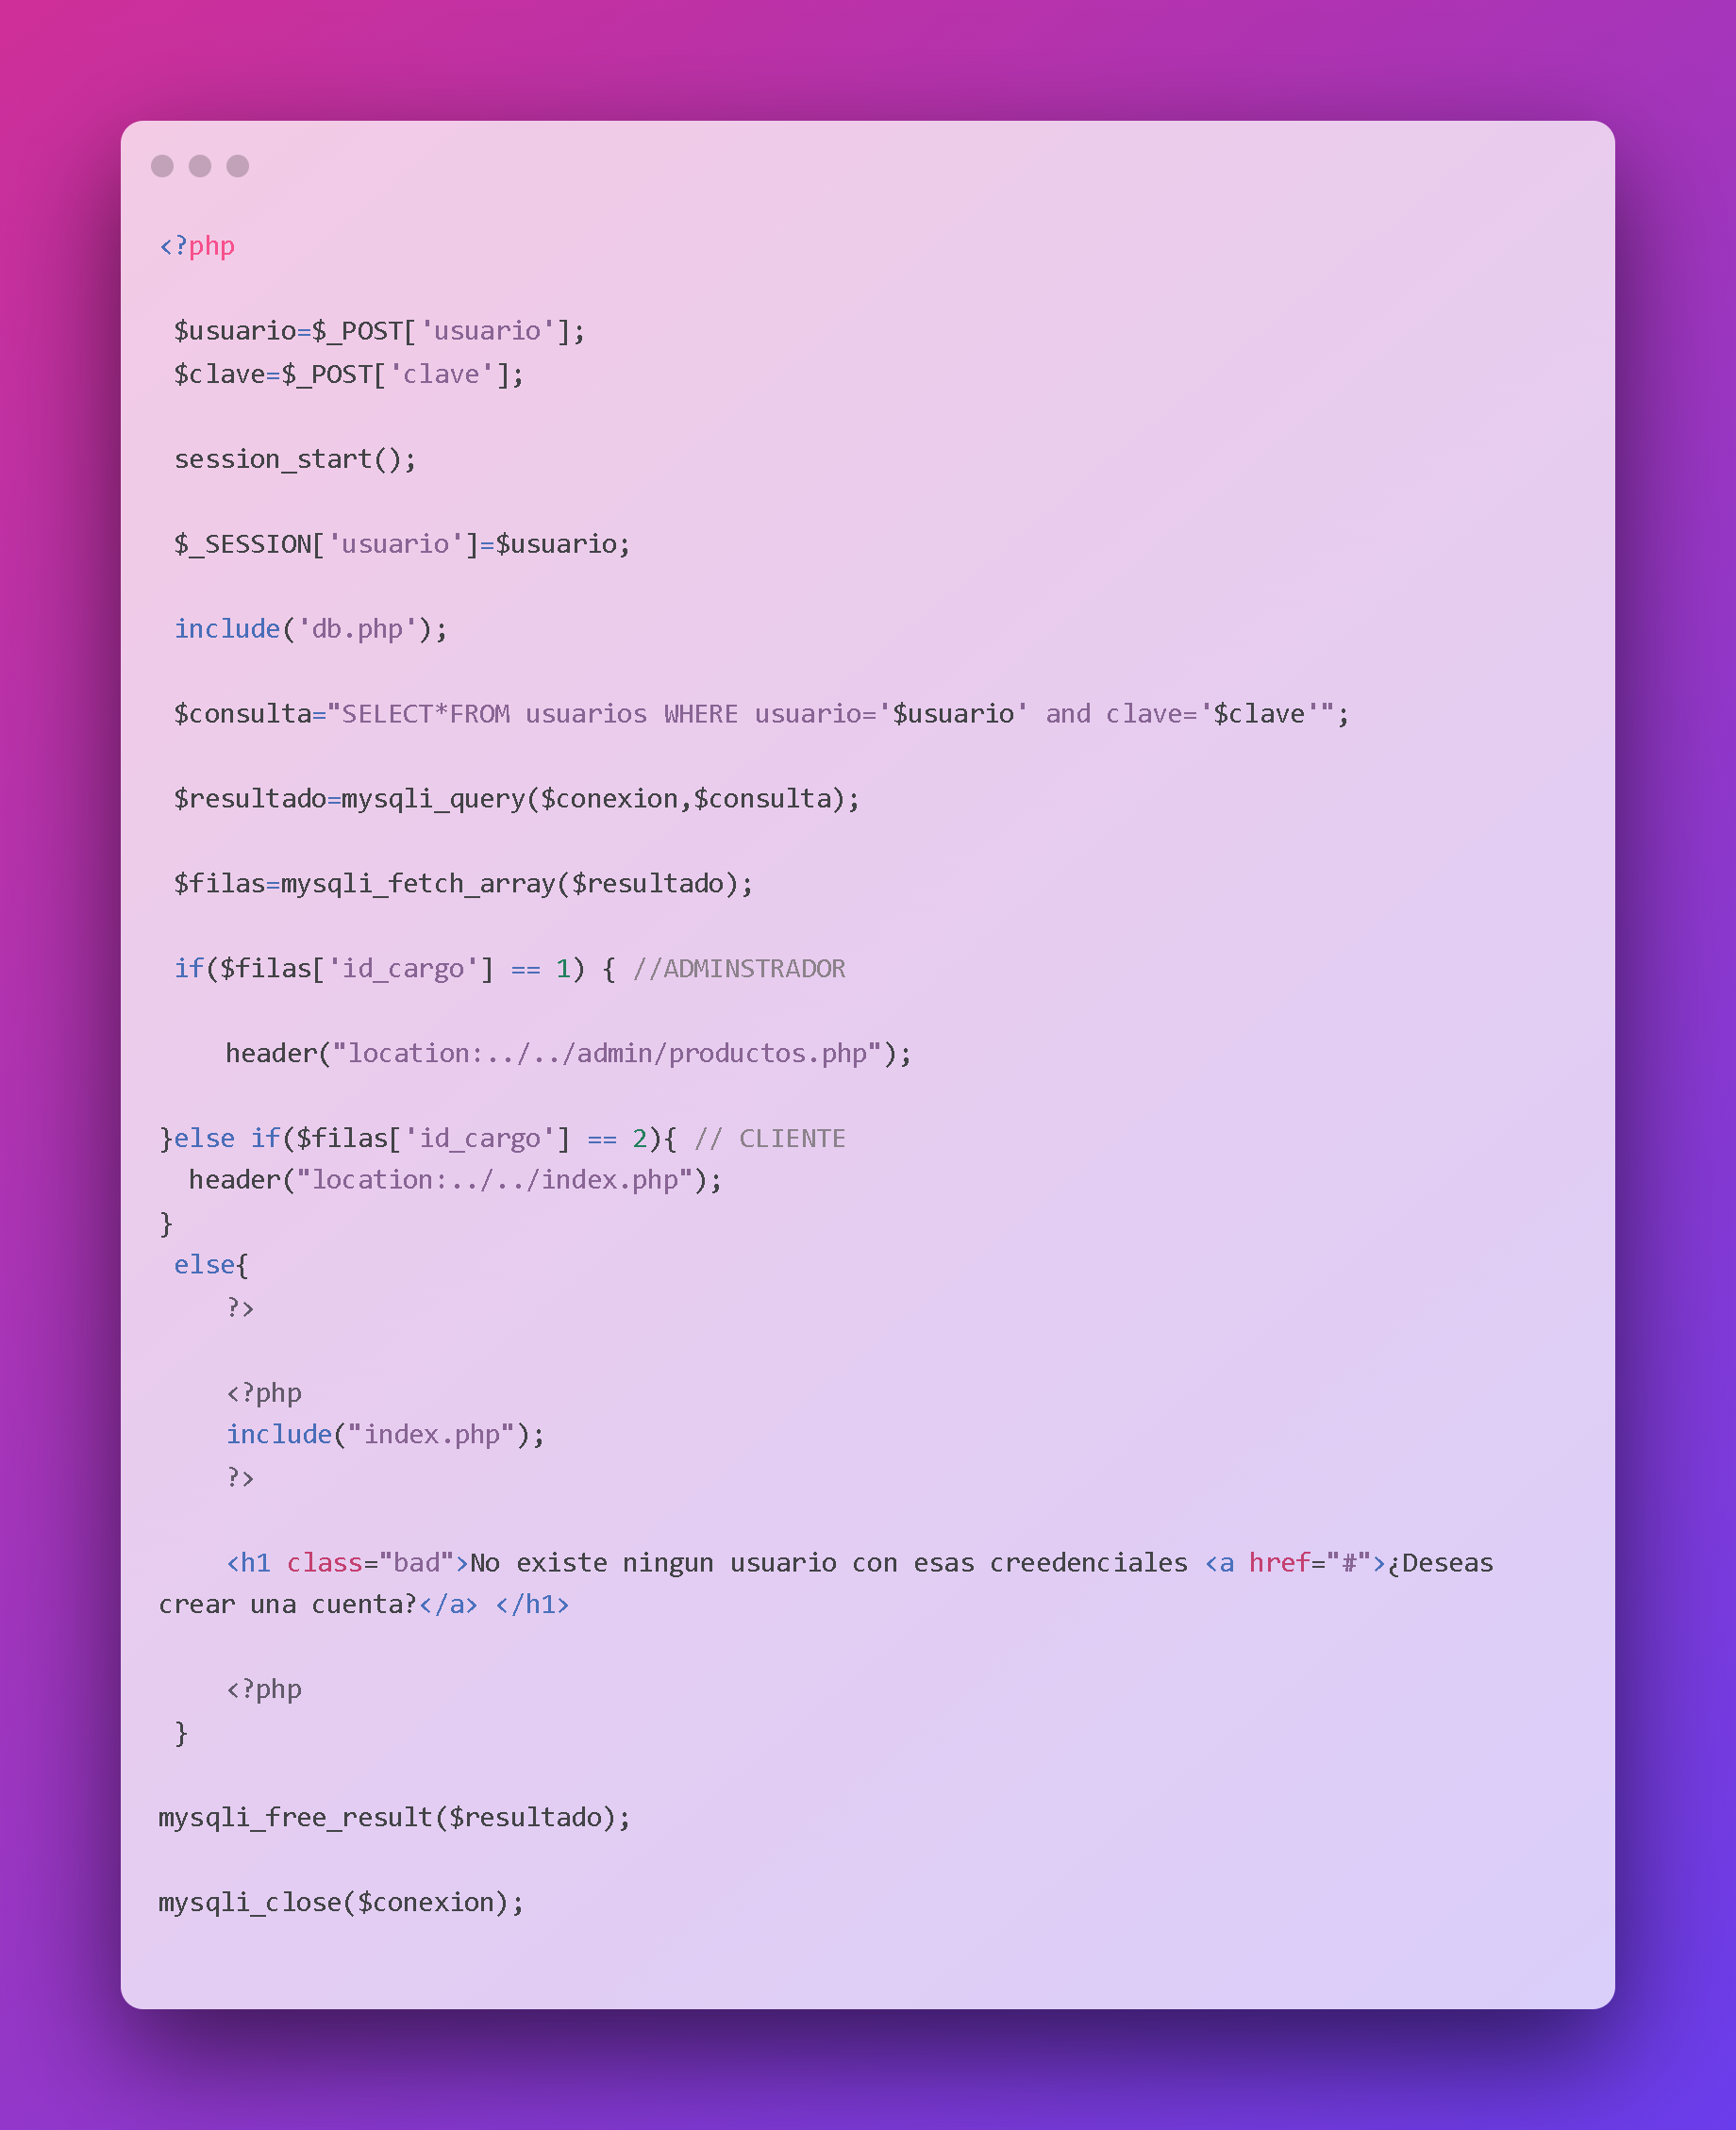 <?php
$usuario=$_POST['usuario'];
$clave=$_POST['clave'];
session_start();
$_SESSION['usuario']=$usuario;
include('db.php');
$consulta="SELECT*FROM usuarios WHERE usuario='$usuario' and clave='$clave'";
$resultado=mysqli_query($conexion,$consulta);
$filas=mysqli_fetch_array($resultado);
if($filas['id_cargo'] == 1) { //ADMINSTRADOR
header("location:../../admin/productos.php");
}else if($filas['id_cargo'] == 2){ // CLIENTE
header("location:../../index.php");
}
else{
?>
<?php
include("index.php");
?>
<h1 class="bad">No existe ningun usuario con esas creedenciales <a href="#">¿Deseas
crear una cuenta?</a> </h1>
<?php
}
mysqli_free_result($resultado);
mysqli_close($conexion);